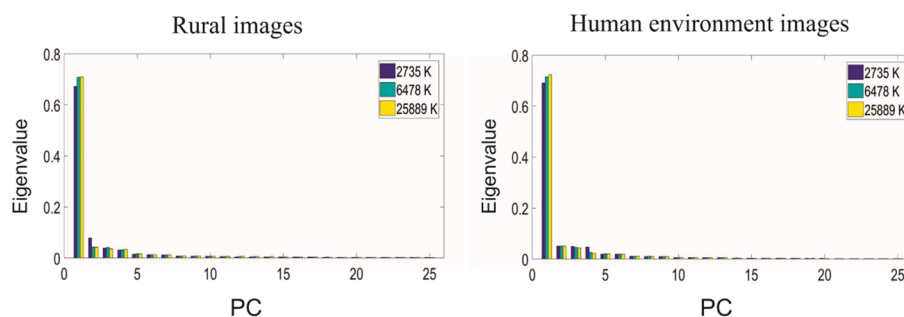 Rural images
0.8
0.6
0.4
0.2
0
Eigenvalue
2735 K
6478 K
25889 K
0 5 10 15 20 25
PC
Human environment images
0.8
0.6
0.4
0.2
0
Eigenvalue
2735 K
6478 K
25889 K
0 5 10 15 20 25
PC